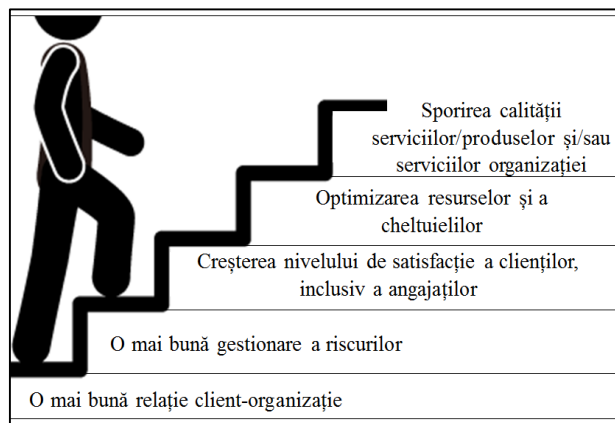 Sporirea calității
serviciilor/produselor și/sau
serviciilor organizației
Optimizarea resurselor și a
cheltuielilor
Creșterea nivelului de satisfacție a clienților,
inclusiv a angajaților
O mai bună gestionare a riscurilor
O mai bună relație client-organizație